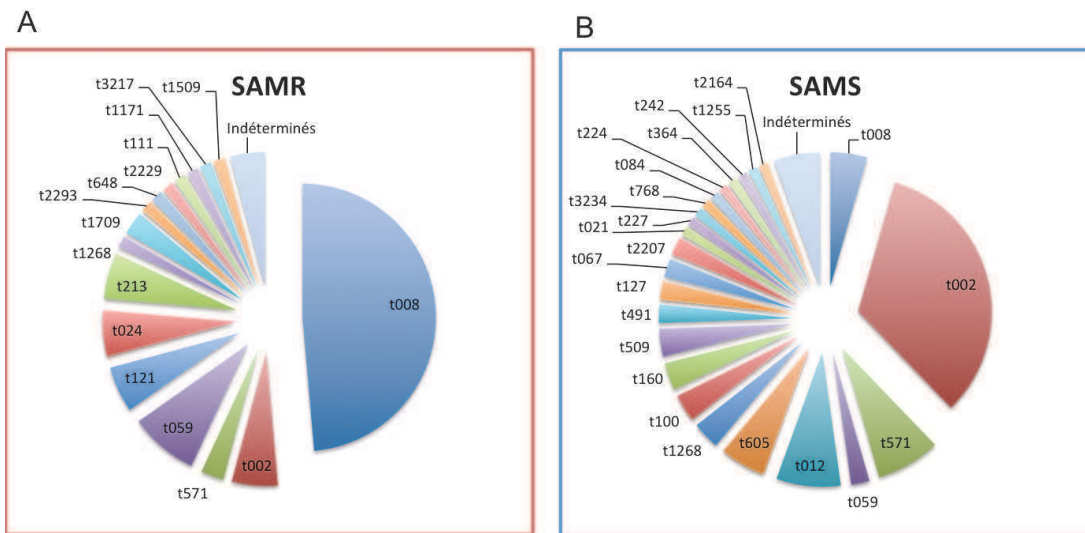 A
SAMR
t3217
t1509
t1171
Indéterminés
t111
t2229
t648
t2293
t1709
t1268
t213
t008
t024
t121
t059
t002
t571
B
SAMS
t2164
t242
t1255
Indéterminés
t364
t008
t224
t084
t768
t3234
t227
t021
t2207
t067
t002
t127
t491
t509
t160
t100
t571
t1268
t605
t012
t059